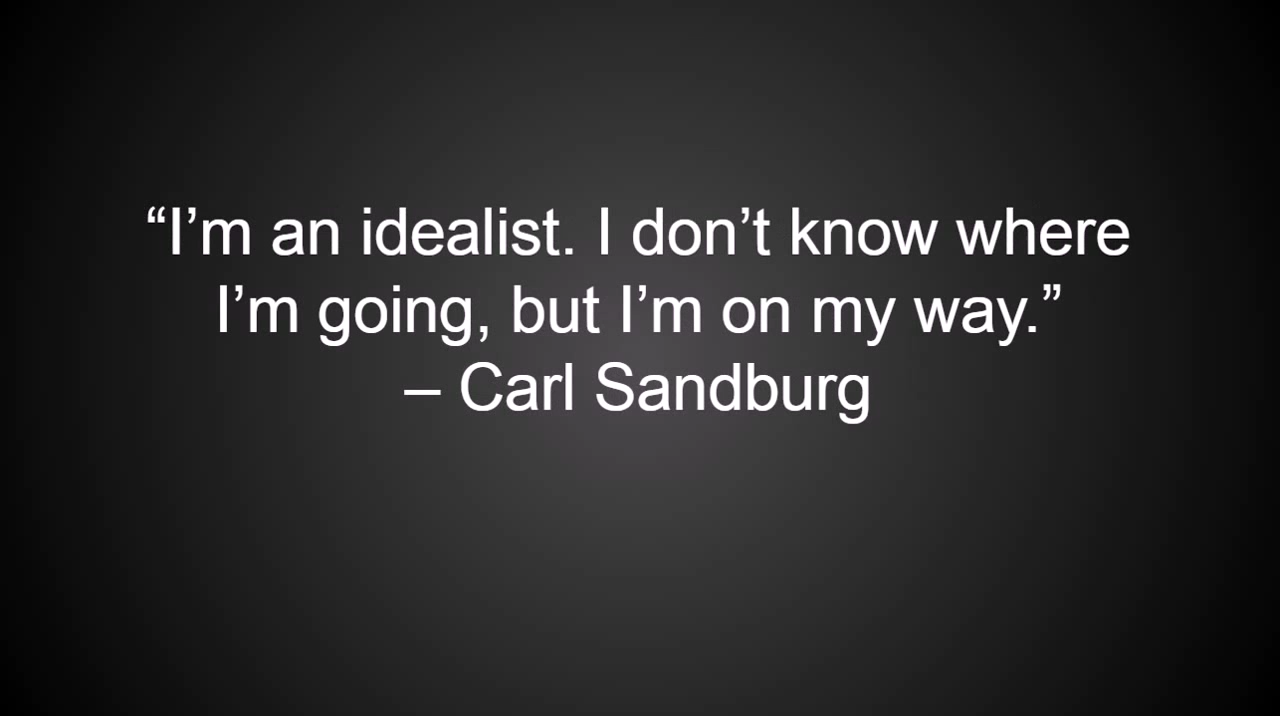 “I’m an idealist. I don’t know where
I’m going, but I’m on my way.”
– Carl Sandburg